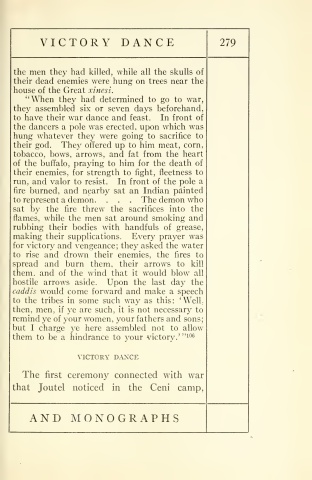 VICTORY DANCE
279
the men they had killed, while all the skulls of
their dead enemies were hung on trees near the
house of the Great xinesi.
"When they had determined to go to war,
they assembled six or seven days beforehand,
to have their war dance and feast. In front of
the dancers a pole was erected, upon which was
hung whatever they were going to sacrifice to
their god. They offered up to him meat, corn,
tobacco, bows, arrows, and fat from the heart
of the buffalo, praying to him for the death of
their enemies, for strength to fight, fleetness to
run, and valor to resist. In front of the pole a
fire burned, and nearby sat an Indian painted
to represent a demon. . . . The demon who
sat by the fire threw the sacrifices into the
flames, while the men sat around smoking and
rubbing their bodies with handfuls of grease,
making their supplications. Every prayer was
for victory and vengeance; they asked the water
to rise and drown their enemies, the fires to
spread and burn them, their arrows to kill
them, and of the wind that it would blow all
hostile arrows aside. Upon the last day the
caddis would come forward and make a speech
to the tribes in some such way as this: 'Well,
then, men, if ye are such, it is not necessary to
remind ye of your women, your fathers and sons;
but I charge ye here assembled not to allow
them to be a hindrance to your victory.'"106
VICTORY DANCE
The first ceremony connected with war
that Joutel noticed in the Ceni camp,
AND MONOGRAPHS